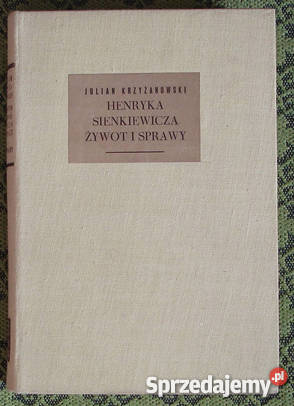 JULIAN KRZYŻANOWSKI
HENRYKA
SIENKIEWICZA
ŻYWOT I SPRAWY
Sprzedajemy.pl